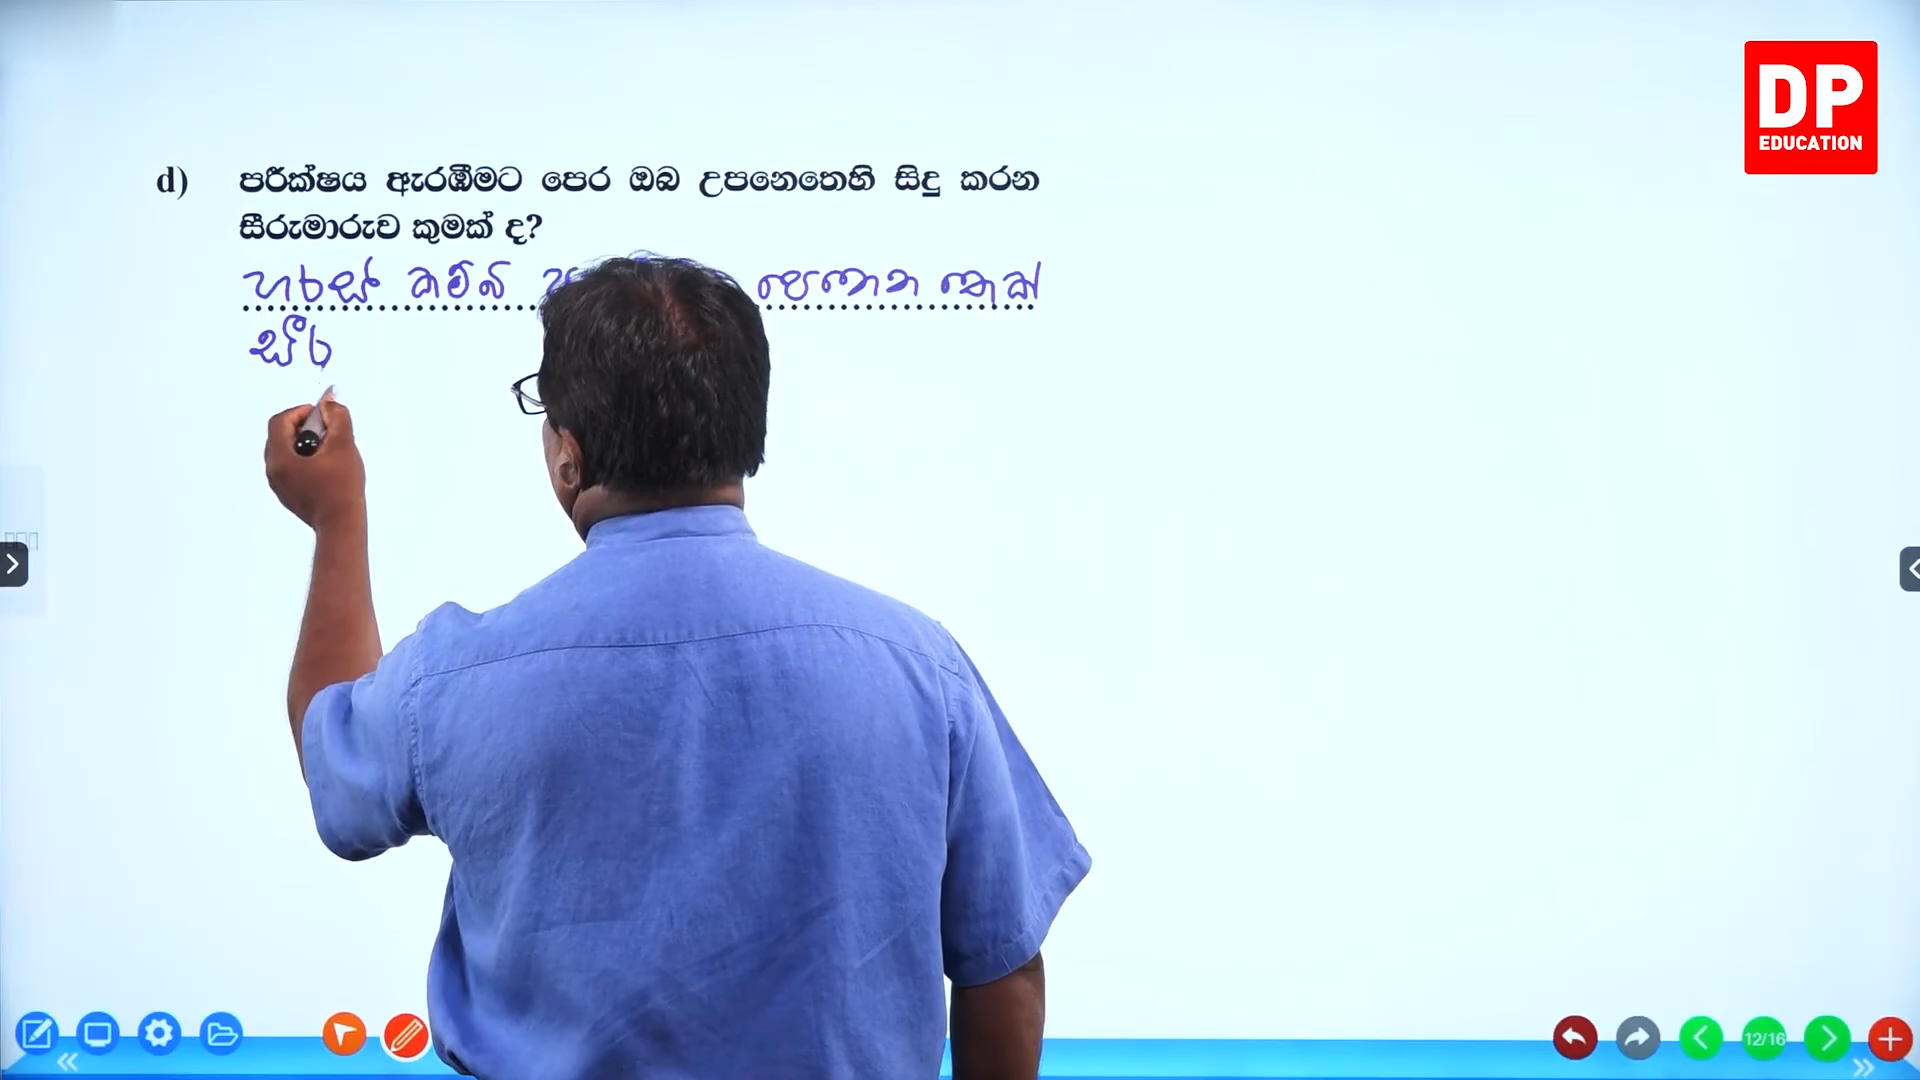 DP
EDUCATION
d) පරීක්ෂය ඇරඹීමට පෙර ඔබ උපනෙතෙහි සිදු කරන
සීරුමාරුව කුමක් ද?
හරස් කම්බි පෙනෙන තෙක්
සීර
12/16